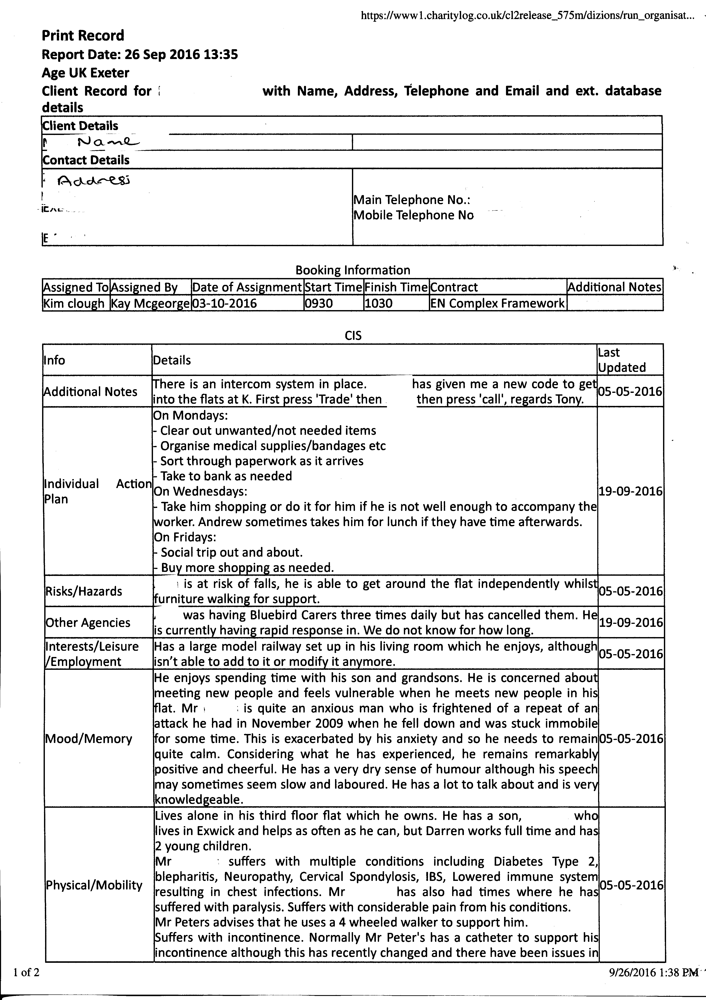 https://www1.charitylog.co.uk/cl2release_575m/dizions/run_organisat...
Print Record
Report Date: 26 Sep 2016 13:35
Age UK Exeter
Client Record for with Name, Address, Telephone and Email and ext. database
details
Client Details
Name
Contact Details
Address
Main Telephone No.:
Mobile Telephone No
Booking Information
Assigned To Assigned By Date of Assignment Start Time Finish Time Contract Additional Notes
Kim clough Kay Mcgeorge 03-10-2016 0930 1030 EN Complex Framework
CIS
Info Details Last
Updated
Additional Notes There is an intercom system in place. has given me a new code to get 05-05-2016
into the flats at K. First press 'Trade' then then press 'call', regards Tony.
On Mondays:
- Clear out unwanted/not needed items
- Organise medical supplies/bandages etc
- Sort through paperwork as it arrives
- Take to bank as needed
Individual Action
Plan
On Wednesdays: 19-09-2016
- Take him shopping or do it for him if he is not well enough to accompany the
worker. Andrew sometimes takes him for lunch if they have time afterwards.
On Fridays:
- Social trip out and about.
- Buy more shopping as needed.
Risks/Hazards is at risk of falls, he is able to get around the flat independently whilst 05-05-2016
furniture walking for support.
Other Agencies was having Bluebird Carers three times daily but has cancelled them. He 19-09-2016
is currently having rapid response in. We do not know for how long.
Interests/Leisure Has a large model railway set up in his living room which he enjoys, although 05-05-2016
/Employment isn't able to add to it or modify it anymore.
He enjoys spending time with his son and grandsons. He is concerned about
meeting new people and feels vulnerable when he meets new people in his
flat. Mr is quite an anxious man who is frightened of a repeat of an
attack he had in November 2009 when he fell down and was stuck immobile
Mood/Memory for some time. This is exacerbated by his anxiety and so he needs to remain 05-05-2016
quite calm. Considering what he has experienced, he remains remarkably
positive and cheerful. He has a very dry sense of humour although his speech
may sometimes seem slow and laboured. He has a lot to talk about and is very
knowledgeable.
Lives alone in his third floor flat which he owns. He has a son, who
lives in Exwick and helps as often as he can, but Darren works full time and has
2 young children.
Mr suffers with multiple conditions including Diabetes Type 2,
blepharitis, Neuropathy, Cervical Spondylosis, IBS, Lowered immune system
Physical/Mobility resulting in chest infections. Mr has also had times where he has 05-05-2016
suffered with paralysis. Suffers with considerable pain from his conditions.
Mr Peters advises that he uses a 4 wheeled walker to support him.
Suffers with incontinence. Normally Mr Peter's has a catheter to support his
incontinence although this has recently changed and there have been issues in
1 of 2 9/26/2016 1:38 PM